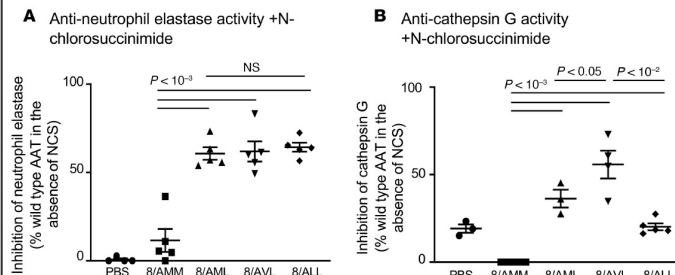 A Anti-neutrophil elastase activity +N-
chlorosuccinimide
Inhibition of neutrophil elastase
(% wild type AAT in the
absence of NCS)
100
50
0
P < 10⁻³
NS
PBS 8/AMM 8/AML 8/AVL 8/ALL
B Anti-cathepsin G activity
+N-chlorosuccinimide
Inhibition of cathepsin G
(% wild type AAT in the
absence of NCS)
100
50
0
P < 10⁻³
P < 0.05
P < 10⁻²
PBS 8/AMM 8/AML 8/AVL 8/ALL